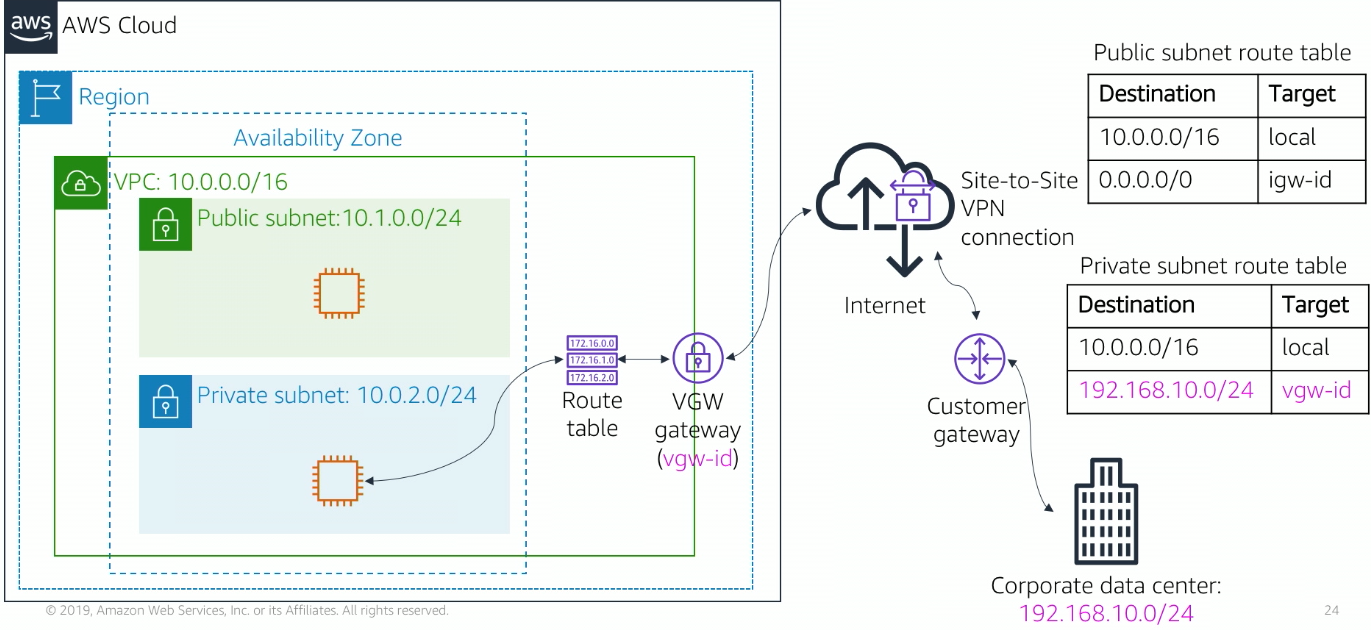 aws
AWS Cloud
Region
Availability Zone
VPC: 10.0.0.0/16
Public subnet:10.1.0.0/24
Private subnet: 10.0.2.0/24
172.16.0.0
172.16.1.0
172.16.2.0
Route
table
VGW
gateway
(vgw-id)
Internet
Site-to-Site
VPN
connection
Customer
gateway
Corporate data center:
192.168.10.0/24
Public subnet route table
Destination Target
10.0.0.0/16 local
0.0.0.0/0 igw-id
Private subnet route table
Destination Target
10.0.0.0/16 local
192.168.10.0/24 vgw-id
© 2019, Amazon Web Services, Inc. or its Affiliates. All rights reserved.
24